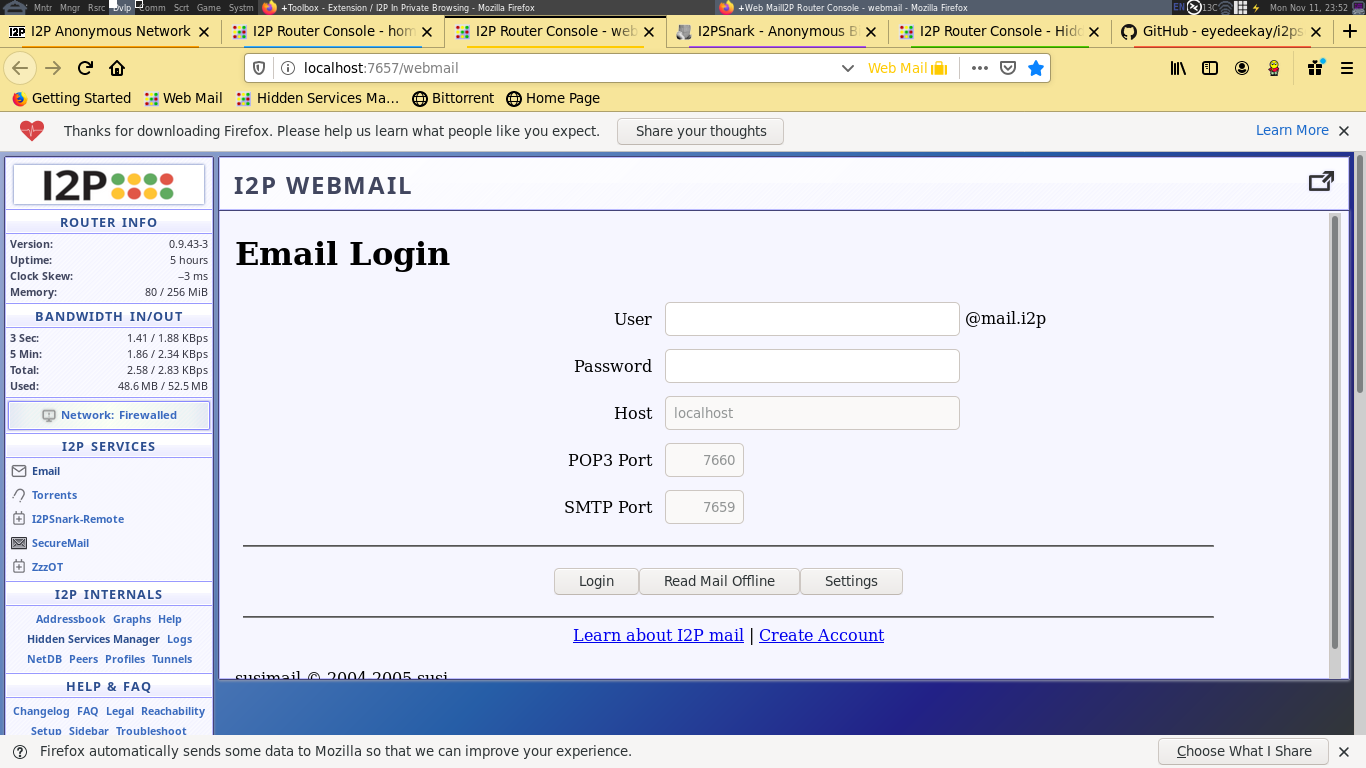 Mntr Mngr Rsrc Dvlp Comm Scrt Game Systm +Toolbox - Extension / I2P In Private Browsing - Mozilla Firefox +Web MailI2P Router Console - webmail - Mozilla Firefox EN Mon Nov 11, 23:52
I2P Anonymous Network I2P Router Console - hom I2P Router Console - web I2PSnark - Anonymous B I2P Router Console - Hidd GitHub - eyedeekay/i2ps
localhost:7657/webmail Web Mail
Getting Started Web Mail Hidden Services Ma... Bittorrent Home Page
Thanks for downloading Firefox. Please help us learn what people like you expect. Share your thoughts Learn More
I2P
ROUTER INFO
Version: 0.9.43-3
Uptime: 5 hours
Clock Skew: −3 ms
Memory: 80 / 256 MiB
BANDWIDTH IN/OUT
3 Sec: 1.41 / 1.88 KBps
5 Min: 1.86 / 2.34 KBps
Total: 2.58 / 2.83 KBps
Used: 48.6 MB / 52.5 MB
Network: Firewalled
I2P SERVICES
Email
Torrents
I2PSnark-Remote
SecureMail
ZzzOT
I2P INTERNALS
Addressbook Graphs Help
Hidden Services Manager Logs
NetDB Peers Profiles Tunnels
HELP & FAQ
Changelog FAQ Legal Reachability
Setup Sidebar Troubleshoot
I2P WEBMAIL
Email Login
User @mail.i2p
Password
Host localhost
POP3 Port 7660
SMTP Port 7659
Login Read Mail Offline Settings
Learn about I2P mail | Create Account
susimail © 2004 2005 susi
Firefox automatically sends some data to Mozilla so that we can improve your experience. Choose What I Share